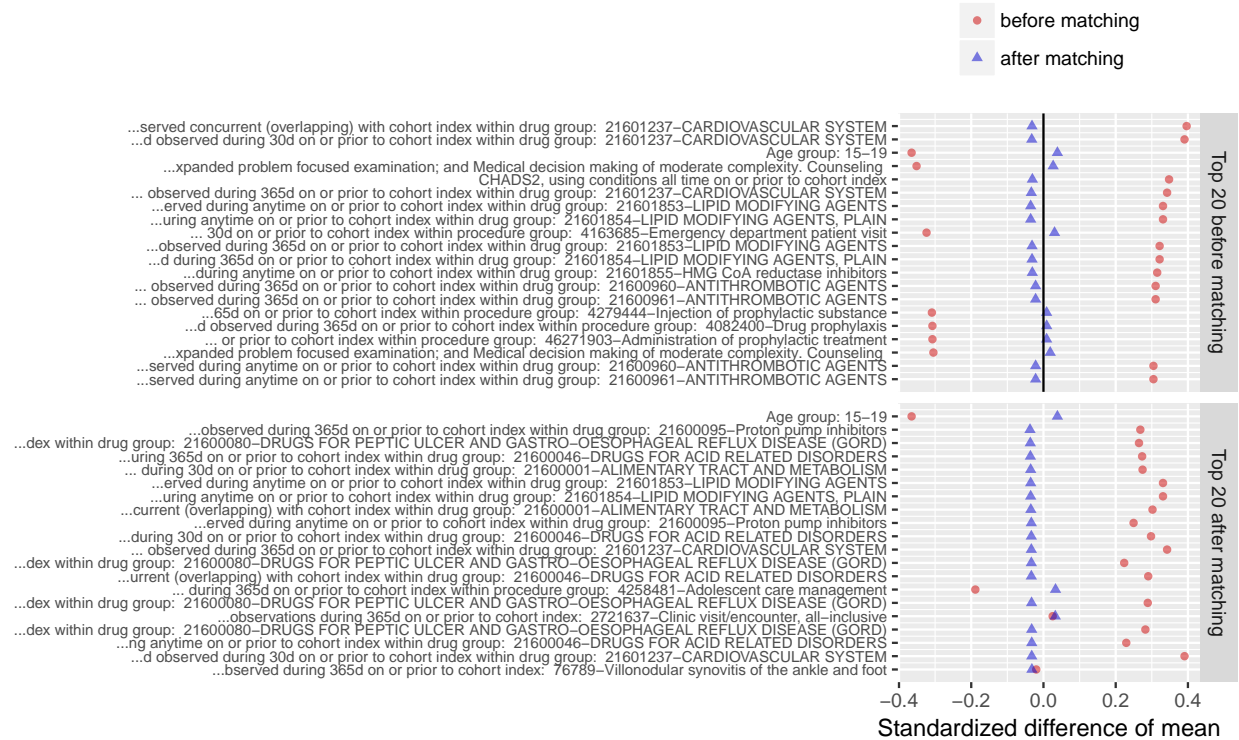 before matching
after matching
...served concurrent (overlapping) with cohort index within drug group:  21601237−CARDIOVASCULAR SYSTEM
...d observed during 30d on or prior to cohort index within drug group:  21601237−CARDIOVASCULAR SYSTEM
Age group: 15−19
...xpanded problem focused examination; and Medical decision making of moderate complexity. Counseling
CHADS2, using conditions all time on or prior to cohort index
... observed during 365d on or prior to cohort index within drug group:  21601237−CARDIOVASCULAR SYSTEM
...erved during anytime on or prior to cohort index within drug group:  21601853−LIPID MODIFYING AGENTS
...uring anytime on or prior to cohort index within drug group:  21601854−LIPID MODIFYING AGENTS, PLAIN
... 30d on or prior to cohort index within procedure group:  4163685−Emergency department patient visit
...observed during 365d on or prior to cohort index within drug group:  21601853−LIPID MODIFYING AGENTS
...d during 365d on or prior to cohort index within drug group:  21601854−LIPID MODIFYING AGENTS, PLAIN
...during anytime on or prior to cohort index within drug group:  21601855−HMG CoA reductase inhibitors
... observed during 365d on or prior to cohort index within drug group:  21600960−ANTITHROMBOTIC AGENTS
... observed during 365d on or prior to cohort index within drug group:  21600961−ANTITHROMBOTIC AGENTS
...65d on or prior to cohort index within procedure group:  4279444−Injection of prophylactic substance
...d observed during 365d on or prior to cohort index within procedure group:  4082400−Drug prophylaxis
... or prior to cohort index within procedure group:  46271903−Administration of prophylactic treatment
...xpanded problem focused examination; and Medical decision making of moderate complexity. Counseling
...served during anytime on or prior to cohort index within drug group:  21600960−ANTITHROMBOTIC AGENTS
...served during anytime on or prior to cohort index within drug group:  21600961−ANTITHROMBOTIC AGENTS
Top 20 before matching
Age group: 15−19
...observed during 365d on or prior to cohort index within drug group:  21600095−Proton pump inhibitors
...dex within drug group:  21600080−DRUGS FOR PEPTIC ULCER AND GASTRO−OESOPHAGEAL REFLUX DISEASE (GORD)
...uring 365d on or prior to cohort index within drug group:  21600046−DRUGS FOR ACID RELATED DISORDERS
... during 30d on or prior to cohort index within drug group:  21600001−ALIMENTARY TRACT AND METABOLISM
...erved during anytime on or prior to cohort index within drug group:  21601853−LIPID MODIFYING AGENTS
...uring anytime on or prior to cohort index within drug group:  21601854−LIPID MODIFYING AGENTS, PLAIN
...current (overlapping) with cohort index within drug group:  21600001−ALIMENTARY TRACT AND METABOLISM
...erved during anytime on or prior to cohort index within drug group:  21600095−Proton pump inhibitors
...during 30d on or prior to cohort index within drug group:  21600046−DRUGS FOR ACID RELATED DISORDERS
... observed during 365d on or prior to cohort index within drug group:  21601237−CARDIOVASCULAR SYSTEM
...dex within drug group:  21600080−DRUGS FOR PEPTIC ULCER AND GASTRO−OESOPHAGEAL REFLUX DISEASE (GORD)
...urrent (overlapping) with cohort index within drug group:  21600046−DRUGS FOR ACID RELATED DISORDERS
... during 365d on or prior to cohort index within procedure group:  4258481−Adolescent care management
...dex within drug group:  21600080−DRUGS FOR PEPTIC ULCER AND GASTRO−OESOPHAGEAL REFLUX DISEASE (GORD)
...observations during 365d on or prior to cohort index:  2721637−Clinic visit/encounter, all−inclusive
...dex within drug group:  21600080−DRUGS FOR PEPTIC ULCER AND GASTRO−OESOPHAGEAL REFLUX DISEASE (GORD)
...ng anytime on or prior to cohort index within drug group:  21600046−DRUGS FOR ACID RELATED DISORDERS
...d observed during 30d on or prior to cohort index within drug group:  21601237−CARDIOVASCULAR SYSTEM
...bserved during 365d on or prior to cohort index:  76789−Villonodular synovitis of the ankle and foot
Top 20 after matching
−0.4 −0.2 0.0 0.2 0.4
Standardized difference of mean